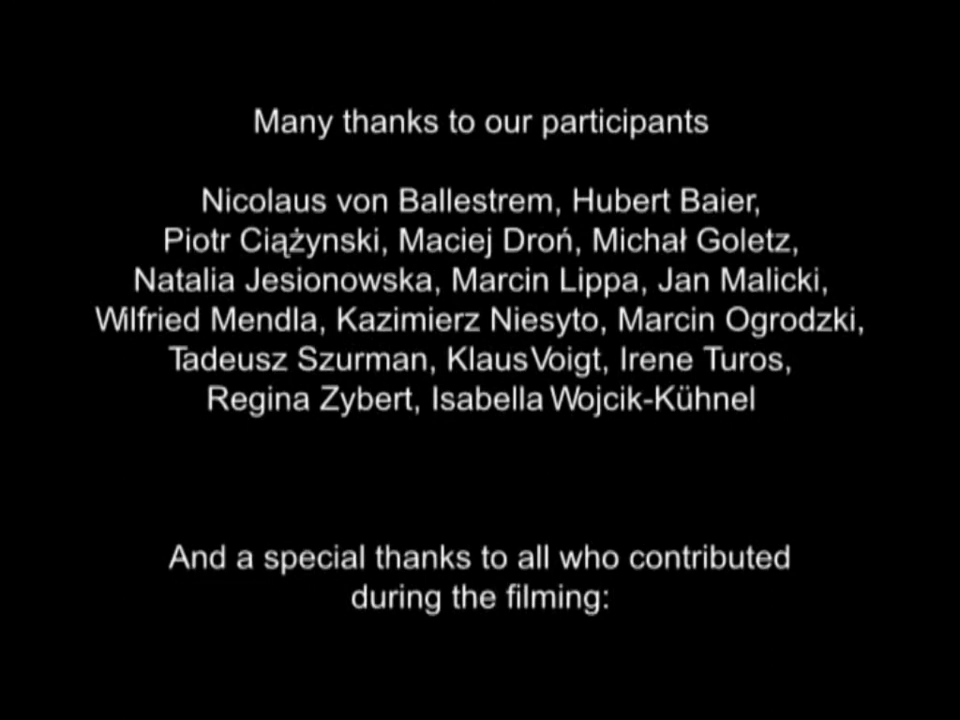 Many thanks to our participants
Nicolaus von Ballestrem, Hubert Baier,
Piotr Ciążynski, Maciej Droń, Michał Goletz,
Natalia Jesionowska, Marcin Lippa, Jan Malicki,
Wilfried Mendla, Kazimierz Niesyto, Marcin Ogrodzki,
Tadeusz Szurman, Klaus Voigt, Irene Turos,
Regina Zybert, Isabella Wojcik-Kühnel
And a special thanks to all who contributed
during the filming: